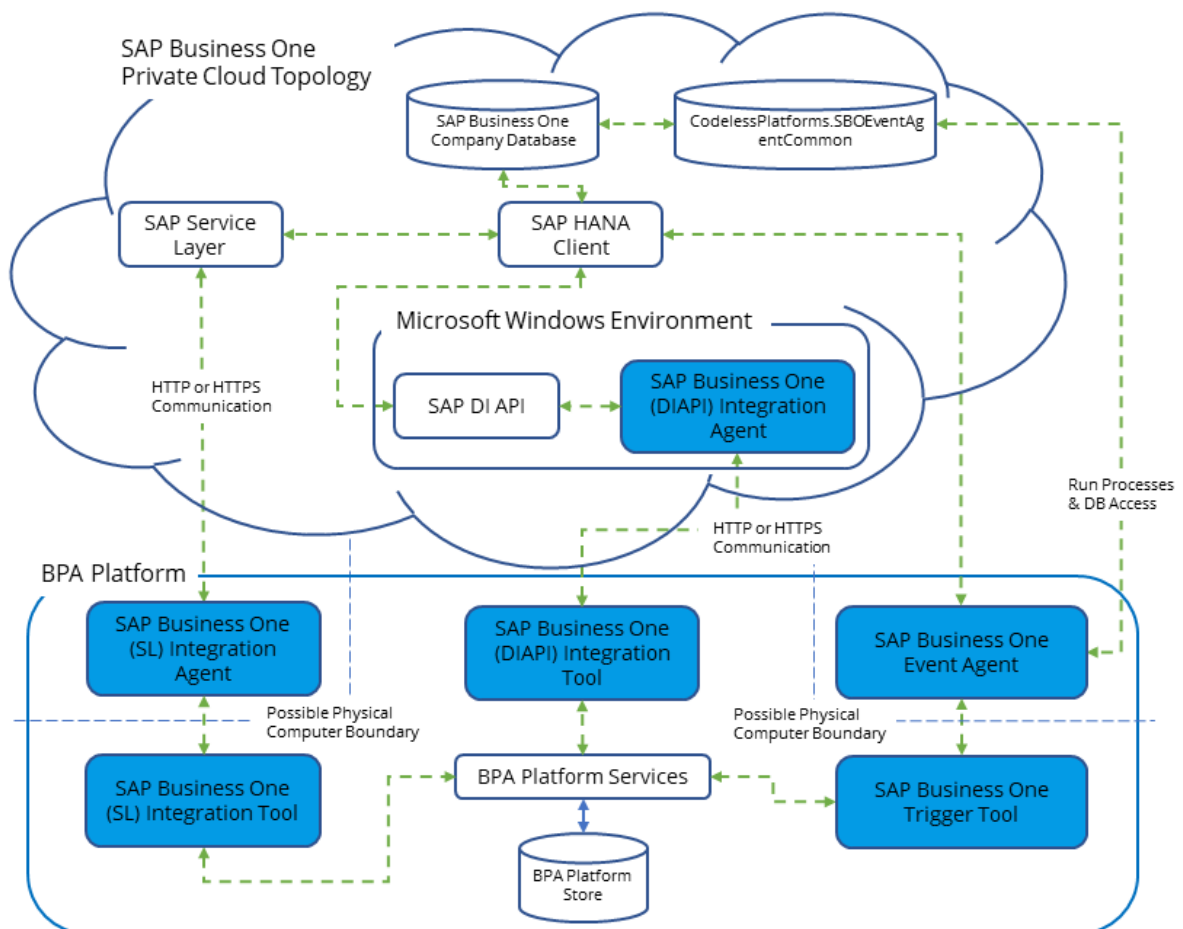 SAP Business One
Private Cloud Topology
SAP Business One
Company Database
CodelessPlatforms.SBOEventAg
entCommon
SAP Service
Layer
SAP HANA
Client
Microsoft Windows Environment
SAP DI API
SAP Business One
(DIAPI) Integration
Agent
HTTP or HTTPS
Communication
Run Processes
& DB Access
HTTP or HTTPS
Communication
BPA Platform
SAP Business One
(SL) Integration
Agent
SAP Business One
(DIAPI) Integration
Tool
SAP Business One
Event Agent
Possible Physical
Computer Boundary
Possible Physical
Computer Boundary
SAP Business One
(SL) Integration Tool
BPA Platform Services
SAP Business One
Trigger Tool
BPA Platform
Store